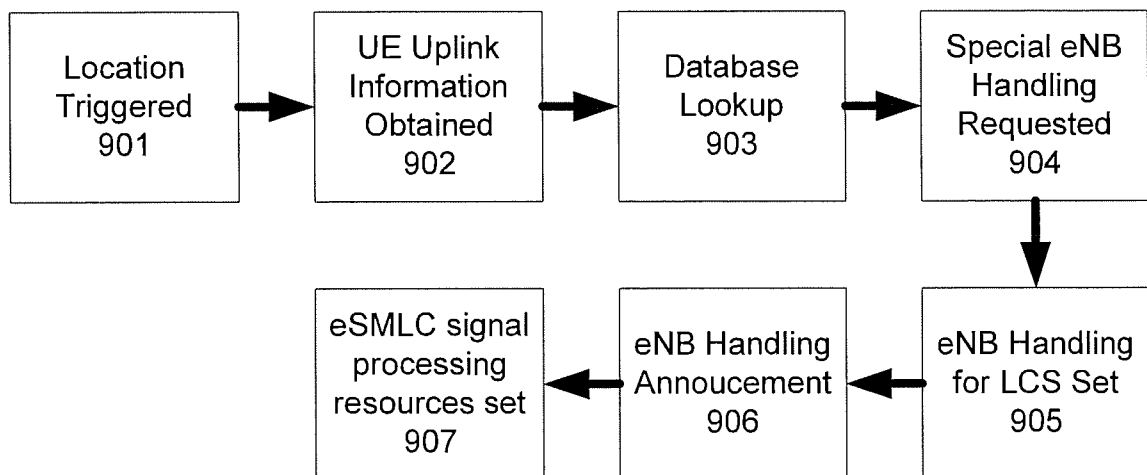 Location
Triggered
901
UE Uplink
Information
Obtained
902
Database
Lookup
903
Special eNB
Handling
Requested
904
eNB Handling
for LCS Set
905
eNB Handling
Annoucement
906
eSMLC signal
processing
resources set
907